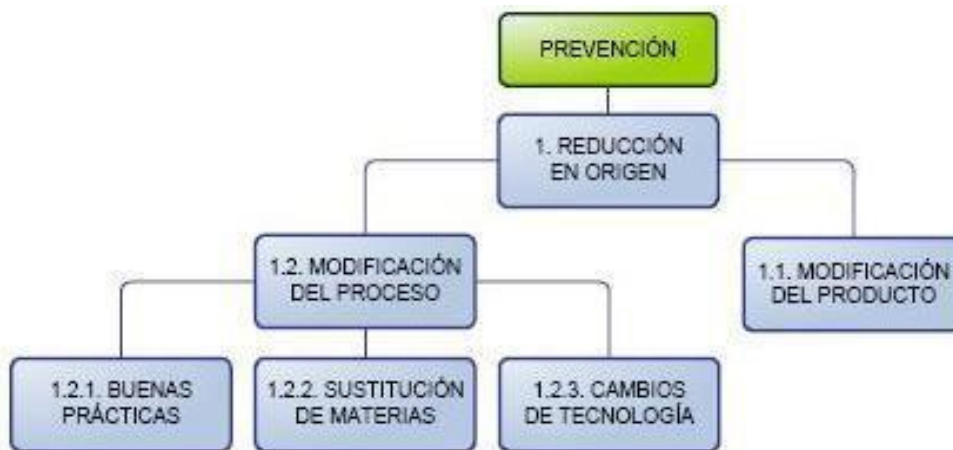 PREVENCIÓN
1. REDUCCIÓN
EN ORIGEN
1.2. MODIFICACIÓN
DEL PROCESO
1.1. MODIFICACIÓN
DEL PRODUCTO
1.2.1. BUENAS
PRÁCTICAS
1.2.2. SUSTITUCIÓN
DE MATERIAS
1.2.3. CAMBIOS
DE TECNOLOGÍA